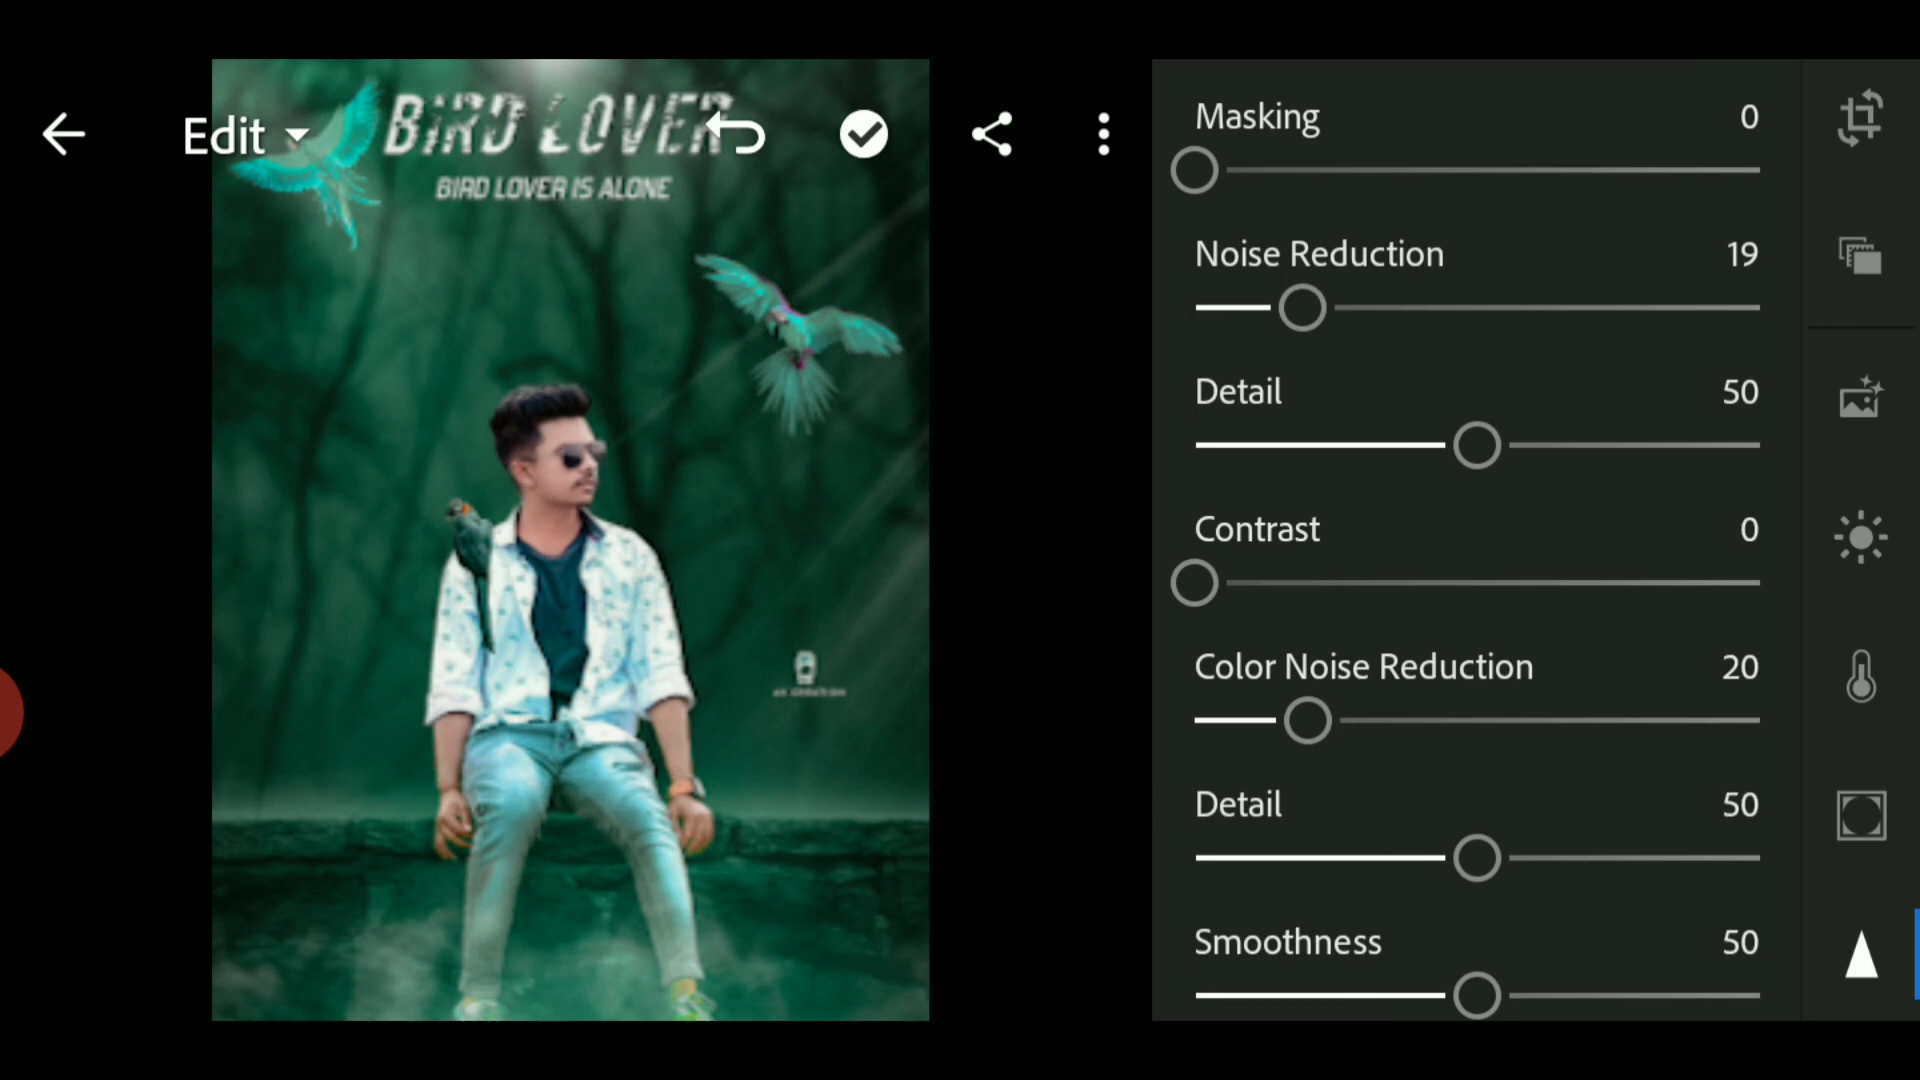 Edit
BIRD LOVER
BIRD LOVER IS ALONE
Masking 0
Noise Reduction 19
Detail 50
Contrast 0
Color Noise Reduction 20
Detail 50
Smoothness 50